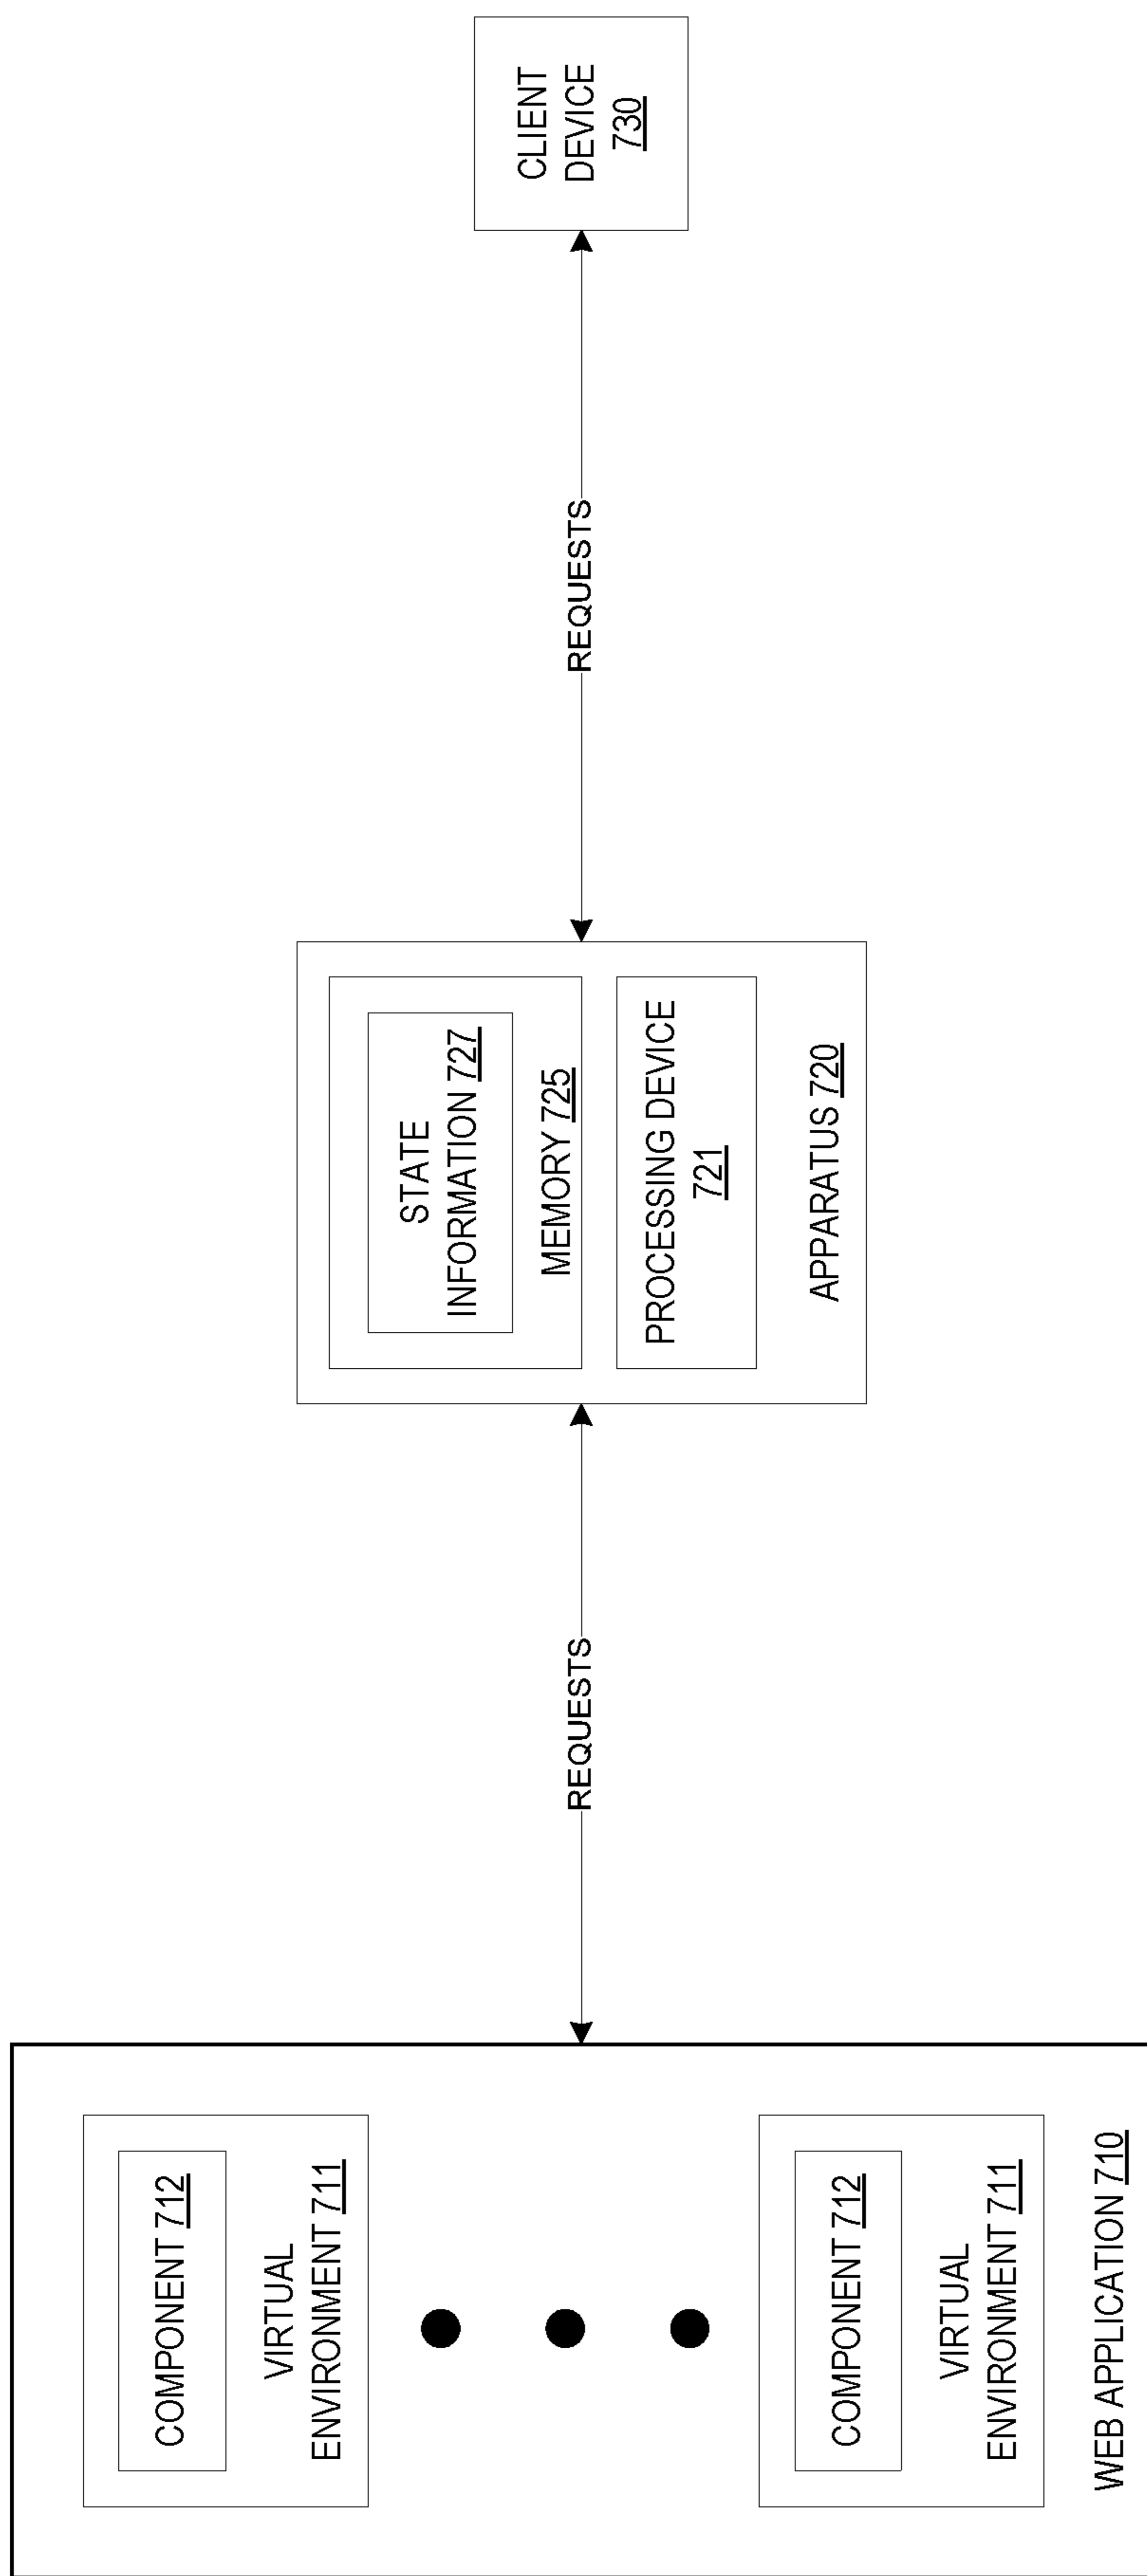 COMPONENT 712
VIRTUAL
ENVIRONMENT 711
COMPONENT 712
VIRTUAL
ENVIRONMENT 711
WEB APPLICATION 710
REQUESTS
STATE
INFORMATION 727
MEMORY 725
PROCESSING DEVICE
721
APPARATUS 720
REQUESTS
CLIENT
DEVICE
730